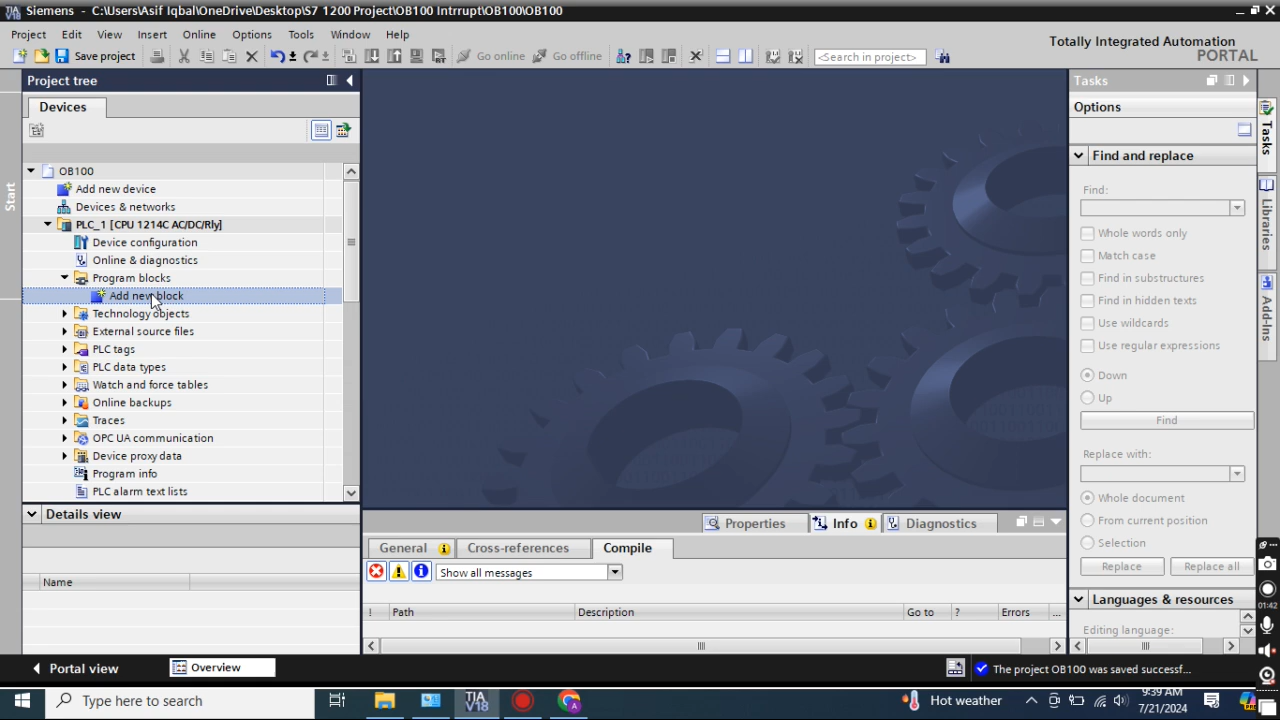 Siemens - C:\Users\Asif Iqbal\OneDrive\Desktop\S7 1200 Project\OB100 Intrrupt\OB100\OB100
TIA
V18
Project Edit View Insert Online Options Tools Window Help
Totally Integrated Automation
PORTAL
Save project
Go online
Go offline
<Search in project>
Project tree
Devices
Start
OB100
Add new device
Devices & networks
PLC_1 [CPU 1214C AC/DC/Rly]
Device configuration
Online & diagnostics
Program blocks
Add new block
Technology objects
External source files
PLC tags
PLC data types
Watch and force tables
Online backups
Traces
OPC UA communication
Device proxy data
Program info
PLC alarm text lists
Details view
Name
Properties
Info
Diagnostics
General
Cross-references
Compile
Show all messages
! Path Description Go to ? Errors ...
Tasks
Options
Find and replace
Find:
Whole words only
Match case
Find in substructures
Find in hidden texts
Use wildcards
Use regular expressions
Down
Up
Find
Replace with:
Whole document
From current position
Selection
Replace
Replace all
Languages & resources
Editing language:
Tasks
Libraries
Add-Ins
01:42
Portal view
Overview
The project OB100 was saved successf...
Type here to search
TIA
V18
Hot weather
9:39 AM
7/21/2024